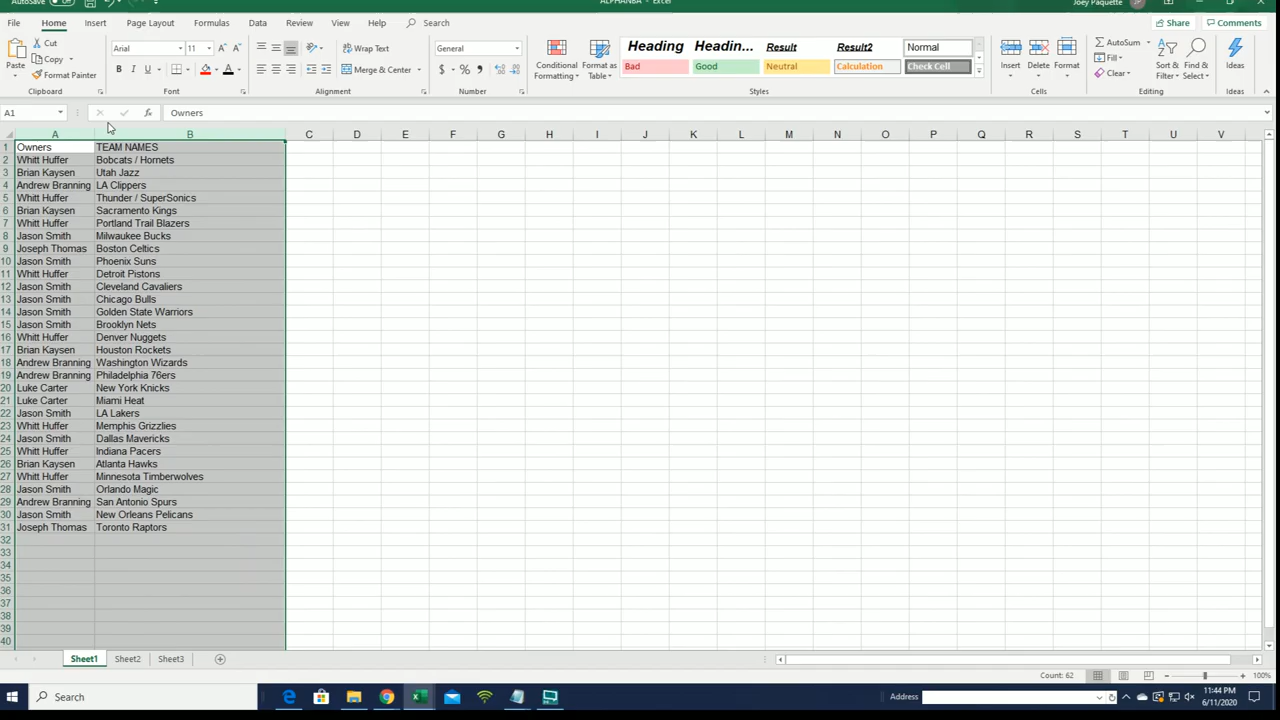 AutoSave Off ALPHANBA - Excel Joey Paquette
File Home Insert Page Layout Formulas Data Review View Help Search Share Comments
Paste Cut Copy Format Painter Clipboard
Arial 11 A A B I U A Font
Wrap Text Merge & Center Alignment
General $ % , Number
Conditional Formatting Format as Table
Heading Headin... Result Result2 Normal
Bad Good Neutral Calculation Check Cell
Styles
Insert Delete Format Cells
AutoSum Fill Clear Sort & Filter Find & Select Editing
Ideas Ideas
A1 fx Owners
A B C D E F G H I J K L M N O P Q R S T U V
1 Owners TEAM NAMES
2 Whitt Huffer Bobcats / Hornets
3 Brian Kaysen Utah Jazz
4 Andrew Branning LA Clippers
5 Whitt Huffer Thunder / SuperSonics
6 Brian Kaysen Sacramento Kings
7 Whitt Huffer Portland Trail Blazers
8 Jason Smith Milwaukee Bucks
9 Joseph Thomas Boston Celtics
10 Jason Smith Phoenix Suns
11 Whitt Huffer Detroit Pistons
12 Jason Smith Cleveland Cavaliers
13 Jason Smith Chicago Bulls
14 Jason Smith Golden State Warriors
15 Jason Smith Brooklyn Nets
16 Whitt Huffer Denver Nuggets
17 Brian Kaysen Houston Rockets
18 Andrew Branning Washington Wizards
19 Andrew Branning Philadelphia 76ers
20 Luke Carter New York Knicks
21 Luke Carter Miami Heat
22 Jason Smith LA Lakers
23 Whitt Huffer Memphis Grizzlies
24 Jason Smith Dallas Mavericks
25 Whitt Huffer Indiana Pacers
26 Brian Kaysen Atlanta Hawks
27 Whitt Huffer Minnesota Timberwolves
28 Jason Smith Orlando Magic
29 Andrew Branning San Antonio Spurs
30 Jason Smith New Orleans Pelicans
31 Joseph Thomas Toronto Raptors
32
33
34
35
36
37
38
39
40
Sheet1 Sheet2 Sheet3
Count: 62 100%
Search Address 11:44 PM
6/11/2020